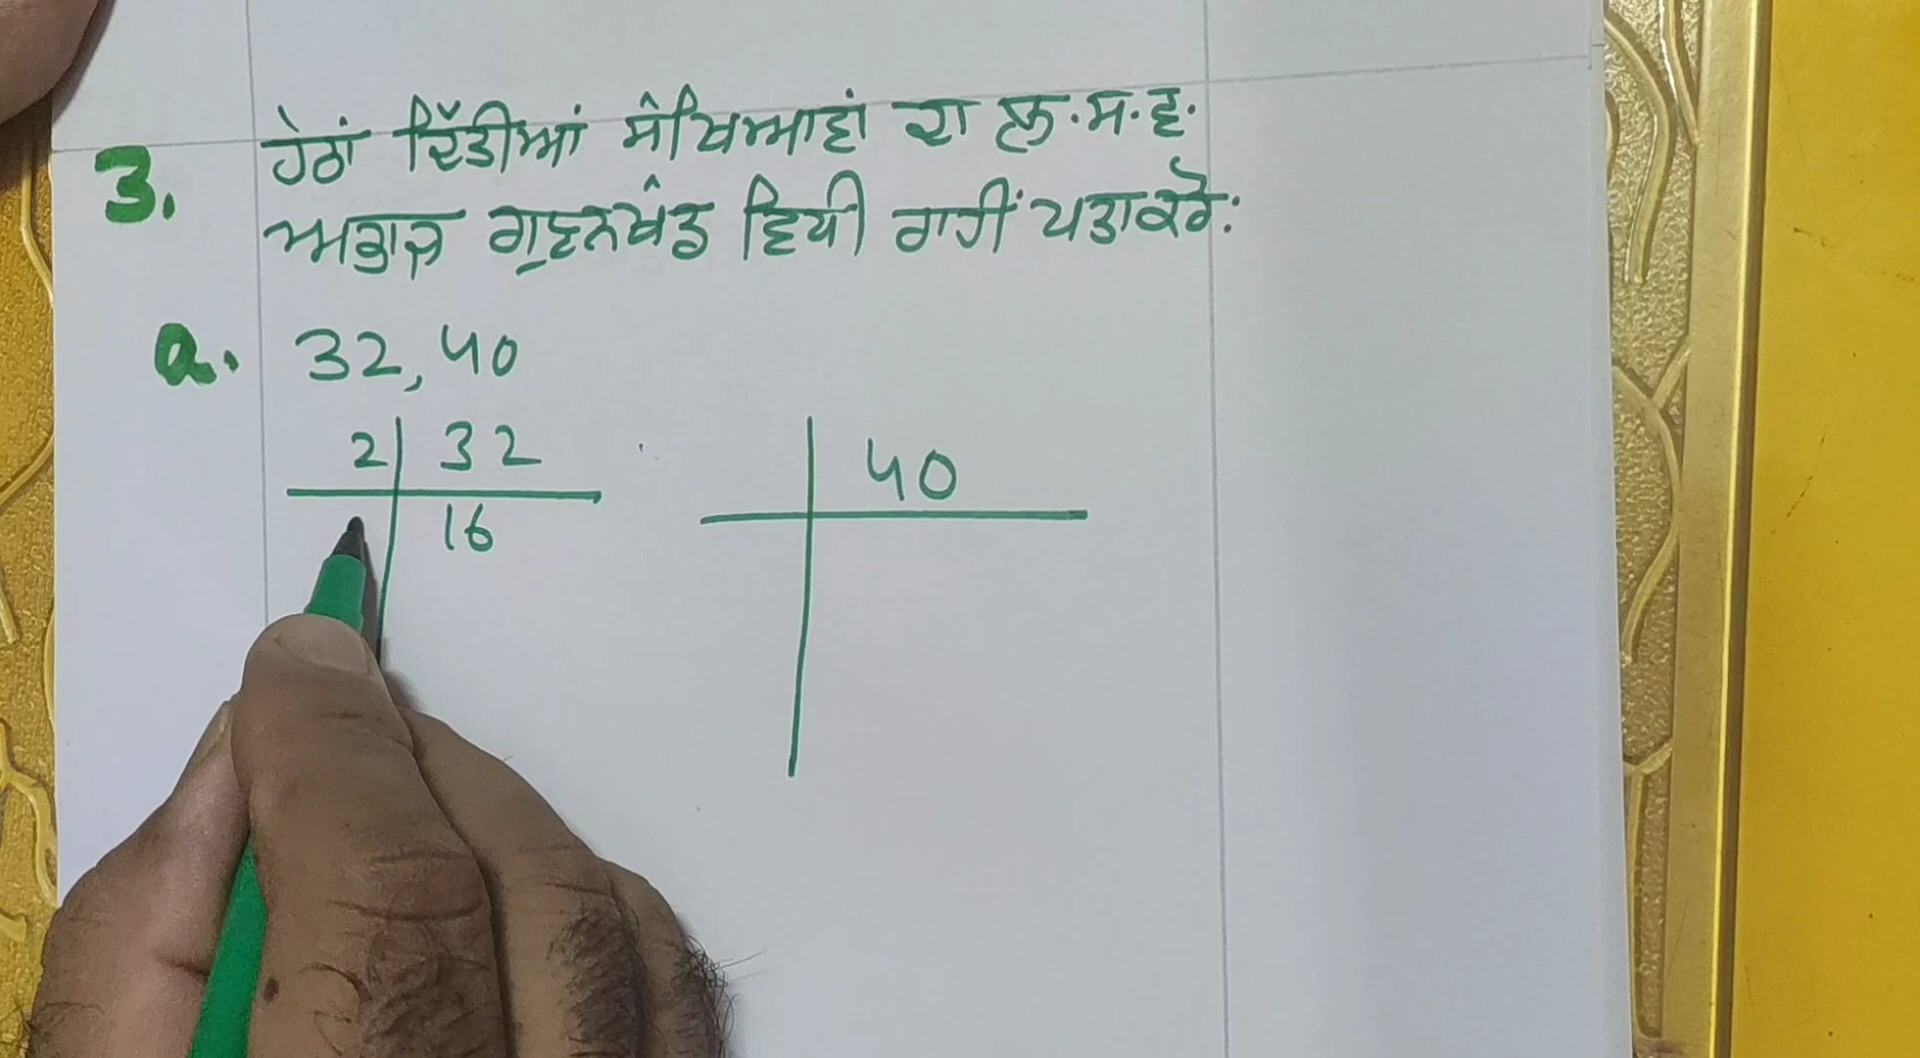 3. ਹੇਠਾਂ ਦਿੱਤੀਆਂ ਸੰਖਿਆਵਾਂ ਦਾ ਲ.ਸ.ਵ.
ਅਭਾਜ ਗੁਣਨਖੰਡ ਵਿਧੀ ਰਾਹੀਂ ਪਤਾ ਕਰੋ:
a. 32, 40
2 32
16
40